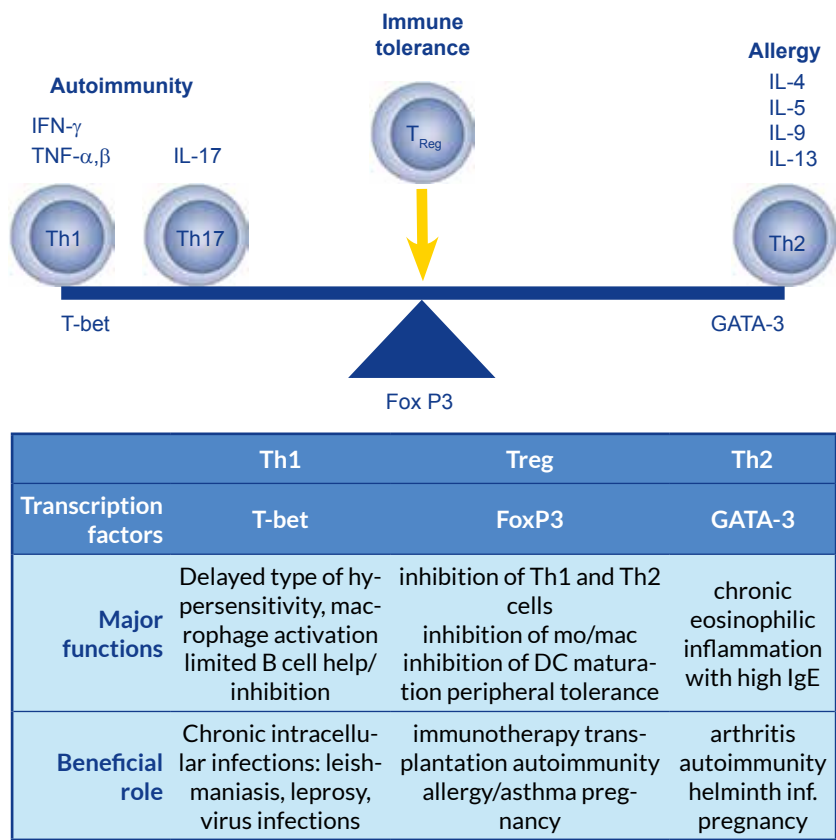 Immune
tolerance
Allergy
IL-4
IL-5
IL-9
IL-13
Autoimmunity
IFN-γ
TNF-α,β
IL-17
T Reg
Th1
Th17
Th2
T-bet
GATA-3
Fox P3
Th1
Treg
Th2
Transcription
factors
T-bet
FoxP3
GATA-3
Major
functions
Delayed type of hy-
persensitivity, mac-
rophage activation
limited B cell help/
inhibition
inhibition of Th1 and Th2
cells
inhibition of mo/mac
inhibition of DC matura-
tion peripheral tolerance
chronic
eosinophilic
inflammation
with high IgE
Beneficial
role
Chronic intracellu-
lar infections: leish-
maniasis, leprosy,
virus infections
immunotherapy trans-
plantation autoimmunity
allergy/asthma preg-
nancy
arthritis
autoimmunity
helminth inf.
pregnancy